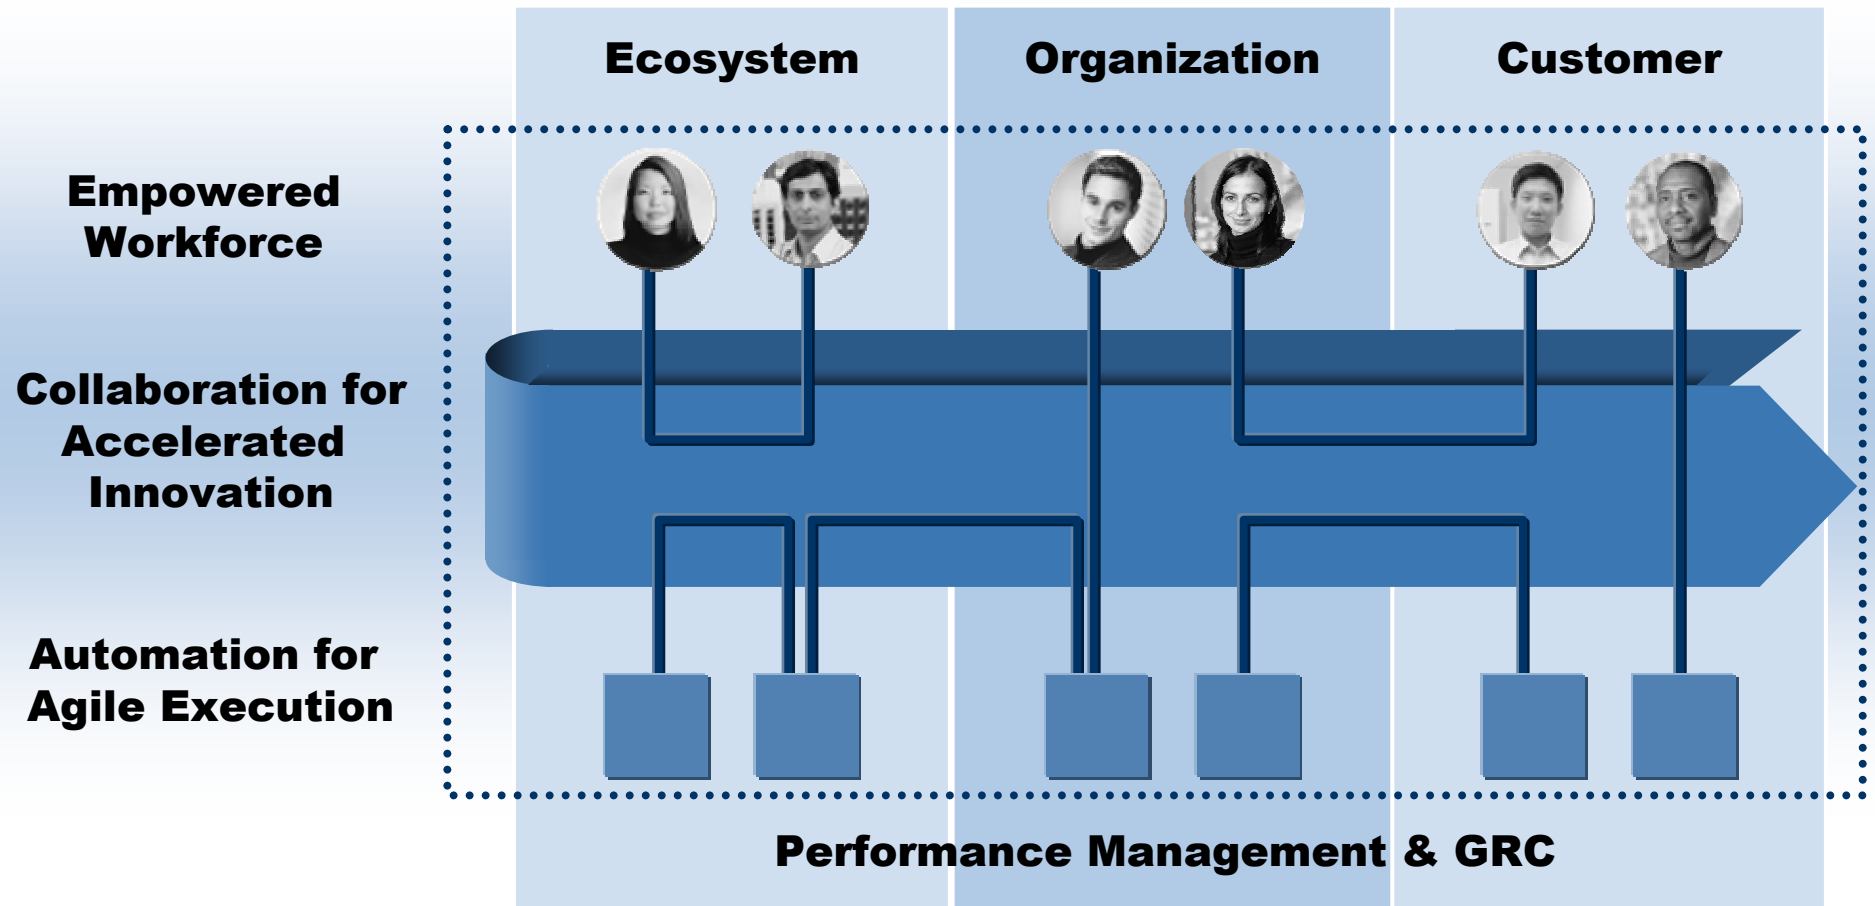 Ecosystem
Organization
Customer
Empowered
Workforce
Collaboration for
Accelerated
Innovation
Automation for
Agile Execution
Performance Management & GRC